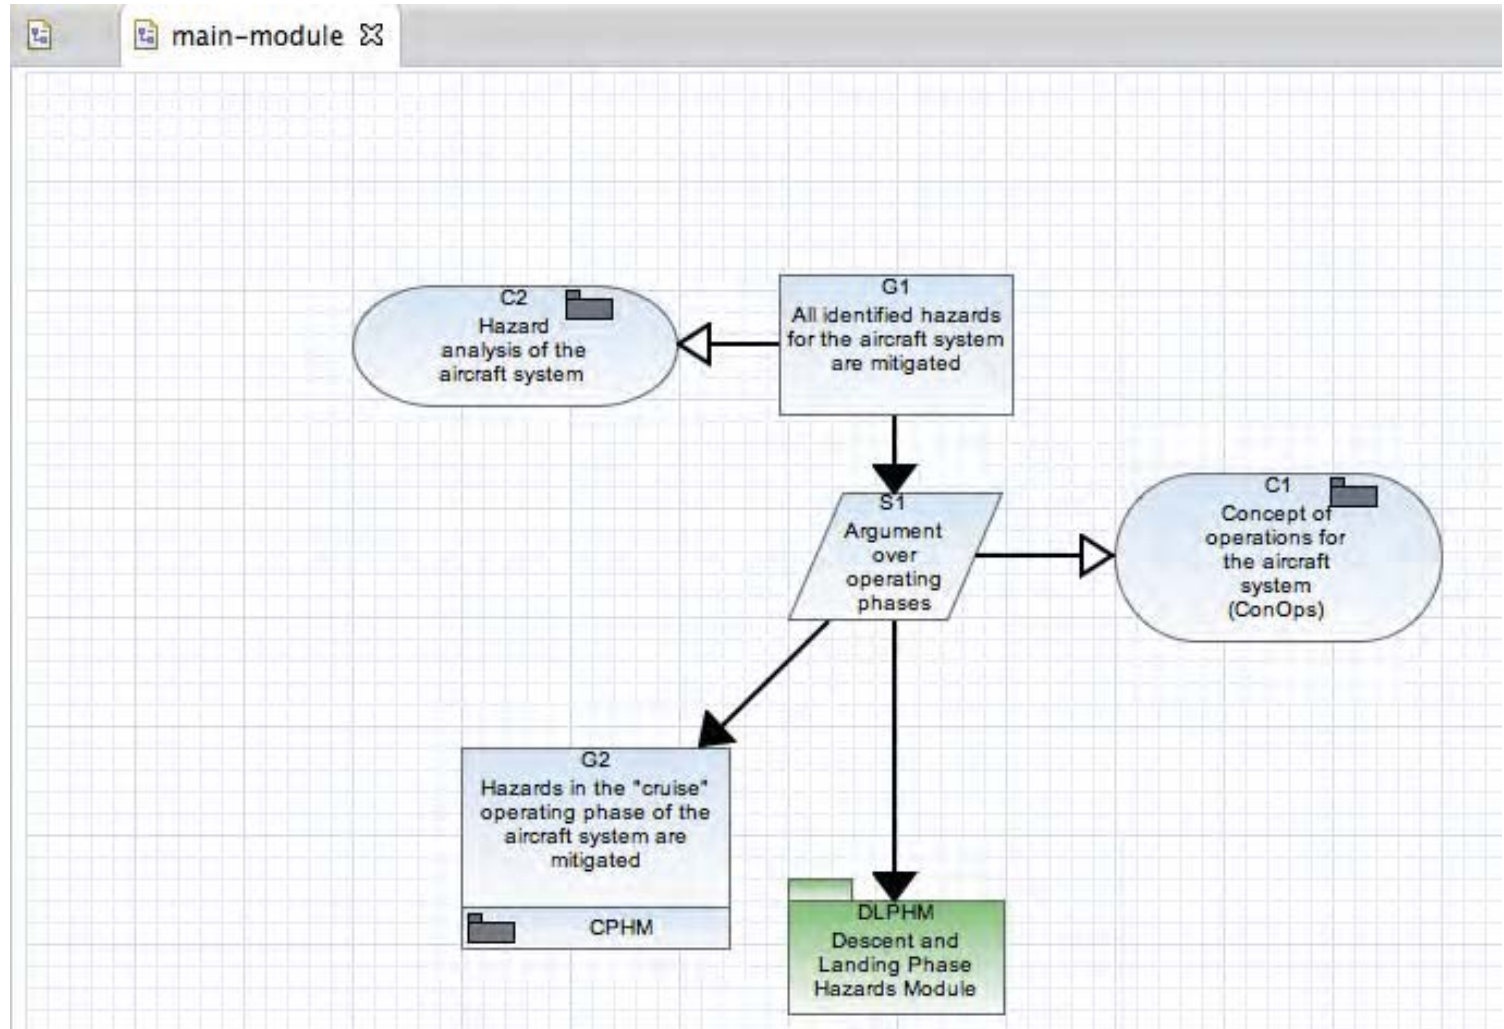 main-module
C2
Hazard
analysis of the
aircraft system
G1
All identified hazards
for the aircraft system
are mitigated
S1
Argument
over
operating
phases
C1
Concept of
operations for
the aircraft
system
(ConOps)
G2
Hazards in the "cruise"
operating phase of the
aircraft system are
mitigated
CPHM
DLPHM
Descent and
Landing Phase
Hazards Module